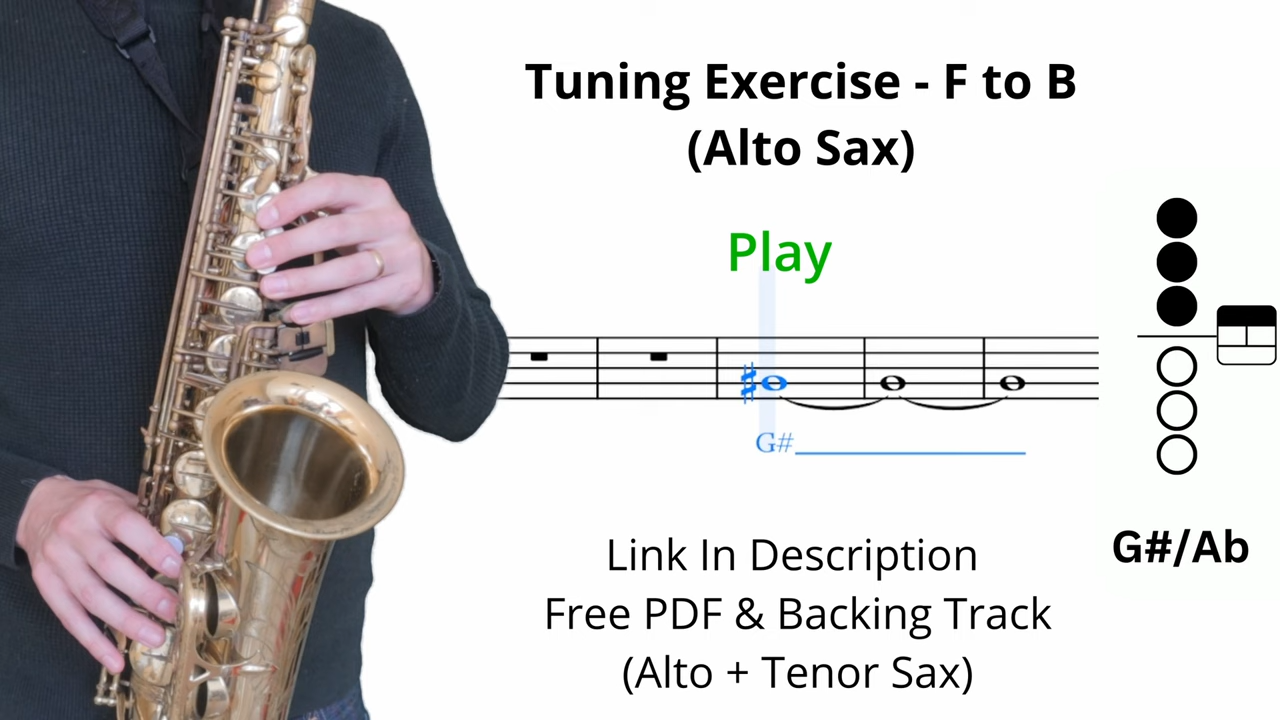 Tuning Exercise - F to B
(Alto Sax)
Play
G#
G#/Ab
Link In Description
Free PDF & Backing Track
(Alto + Tenor Sax)